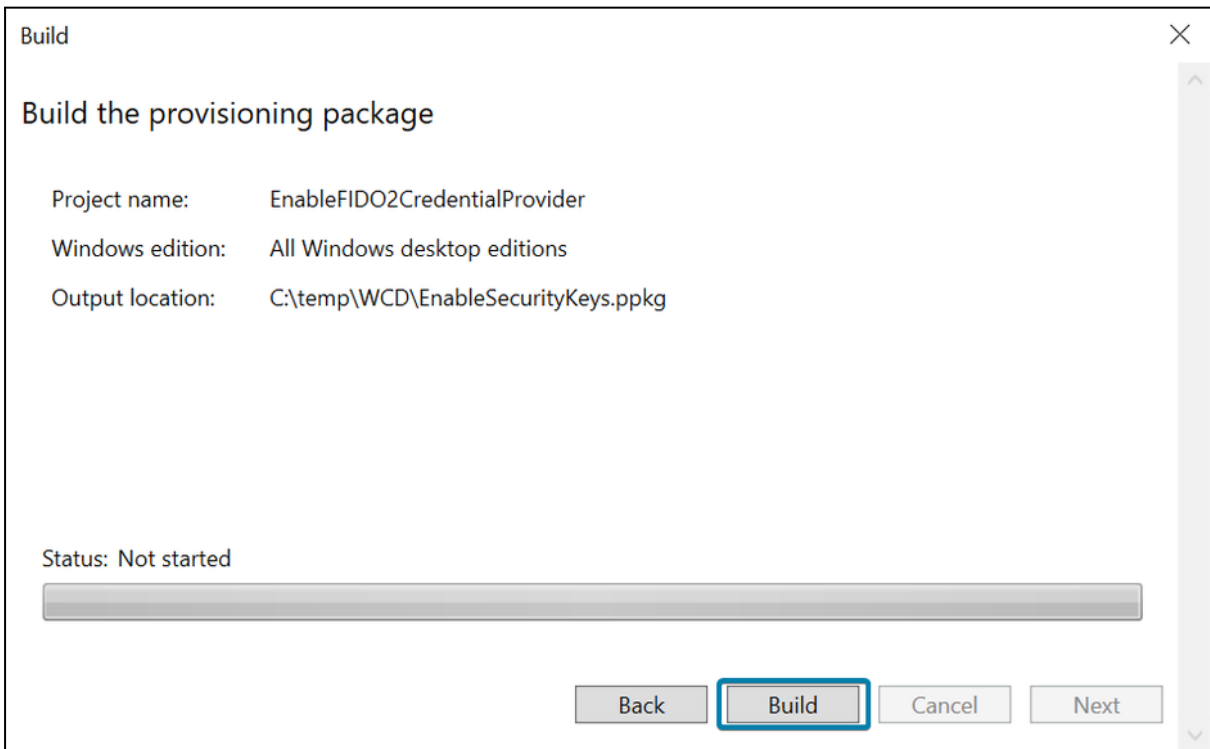 Build
Build the provisioning package
Project name: EnableFIDO2CredentialProvider
Windows edition: All Windows desktop editions
Output location: C:\temp\WCD\EnableSecurityKeys.ppkg
Status: Not started
Back Build Cancel Next